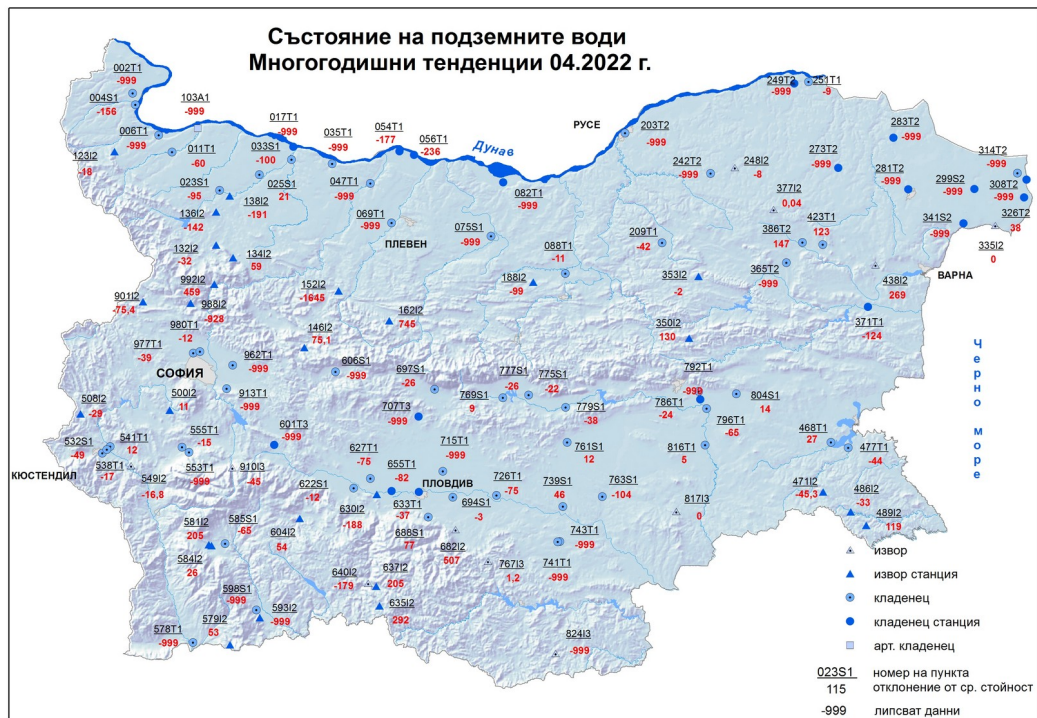 Състояние на подземните води
Многогодишни тенденции 04.2022 г.
002T1
-999
004S1
-156
103A1
-999
006T1
-999
017T1
-999
011T1
-60
033S1
-100
035T1
-999
054T1
-177
056T1
-236
Дунав
РУСЕ
203T2
-999
249T2
-999
251T1
-9
283T2
-999
314T2
-999
123I2
-18
023S1
-95
025S1
21
138I2
-191
136I2
-142
047T1
-999
069T1
-999
ПЛЕВЕН
082T1
-999
075S1
-999
242T2
-999
248I2
-8
273T2
-999
281T2
-999
299S2
-999
308T2
-999
377I2
0,04
326T2
38
341S2
-999
335I2
0
ВАРНА
132I2
-32
134I2
59
088T1
-11
209T1
-42
386T2
147
423T1
123
365T2
-999
438I2
269
992I2
459
901I2
-75,4
988I2
-928
152I2
-1645
188I2
-99
353I2
-2
162I2
745
350I2
130
371T1
-124
980T1
-12
977T1
-39
146I2
75,1
СОФИЯ
962T1
-999
606S1
-999
697S1
-26
777S1
-26
775S1
-22
792T1
-999
769S1
9
779S1
-38
786T1
-24
804S1
14
796T1
-65
Черно море
508I2
-29
500I2
11
913T1
-999
707T3
-999
601T3
-999
532S1
-49
541T1
12
555T1
-15
КЮСТЕНДИЛ
538T1
-17
549I2
-16,8
553T1
-999
910I3
-45
627T1
-75
715T1
-999
761S1
12
816T1
5
468T1
27
477T1
-44
655T1
-82
ПЛОВДИВ
622S1
-12
630I2
-188
633T1
-37
694S1
-3
726T1
-75
739S1
46
763S1
-104
817I3
0
471I2
-45,3
486I2
-33
489I2
119
581I2
205
585S1
-65
604I2
54
688S1
77
682I2
507
743T1
-999
584I2
26
640I2
-179
637I2
205
767I3
1,2
741T1
-999
598S1
-999
593I2
-999
579I2
53
578T1
-999
635I2
292
824I3
-999
извор
извор станция
кладенец
кладенец станция
арт. кладенец
023S1 номер на пункта
115 отклонение от ср. стойност
-999 липсват данни